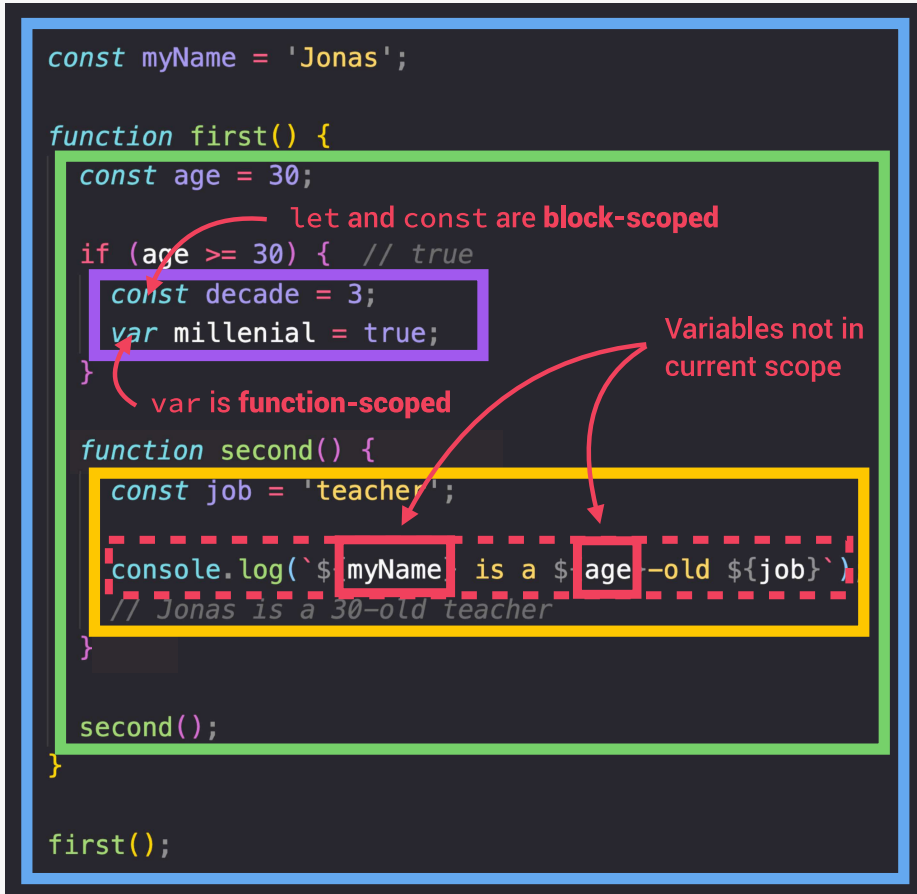 const myName = 'Jonas';
function first() {
const age = 30;
let and const are block-scoped
if (age >= 30) { // true
const decade = 3;
var millenial = true;
Variables not in
current scope
}
var is function-scoped
function second() {
const job = 'teacher';
console.log(`${myName} is a ${age}-old ${job}`)
// Jonas is a 30-old teacher
}
second();
}
first();